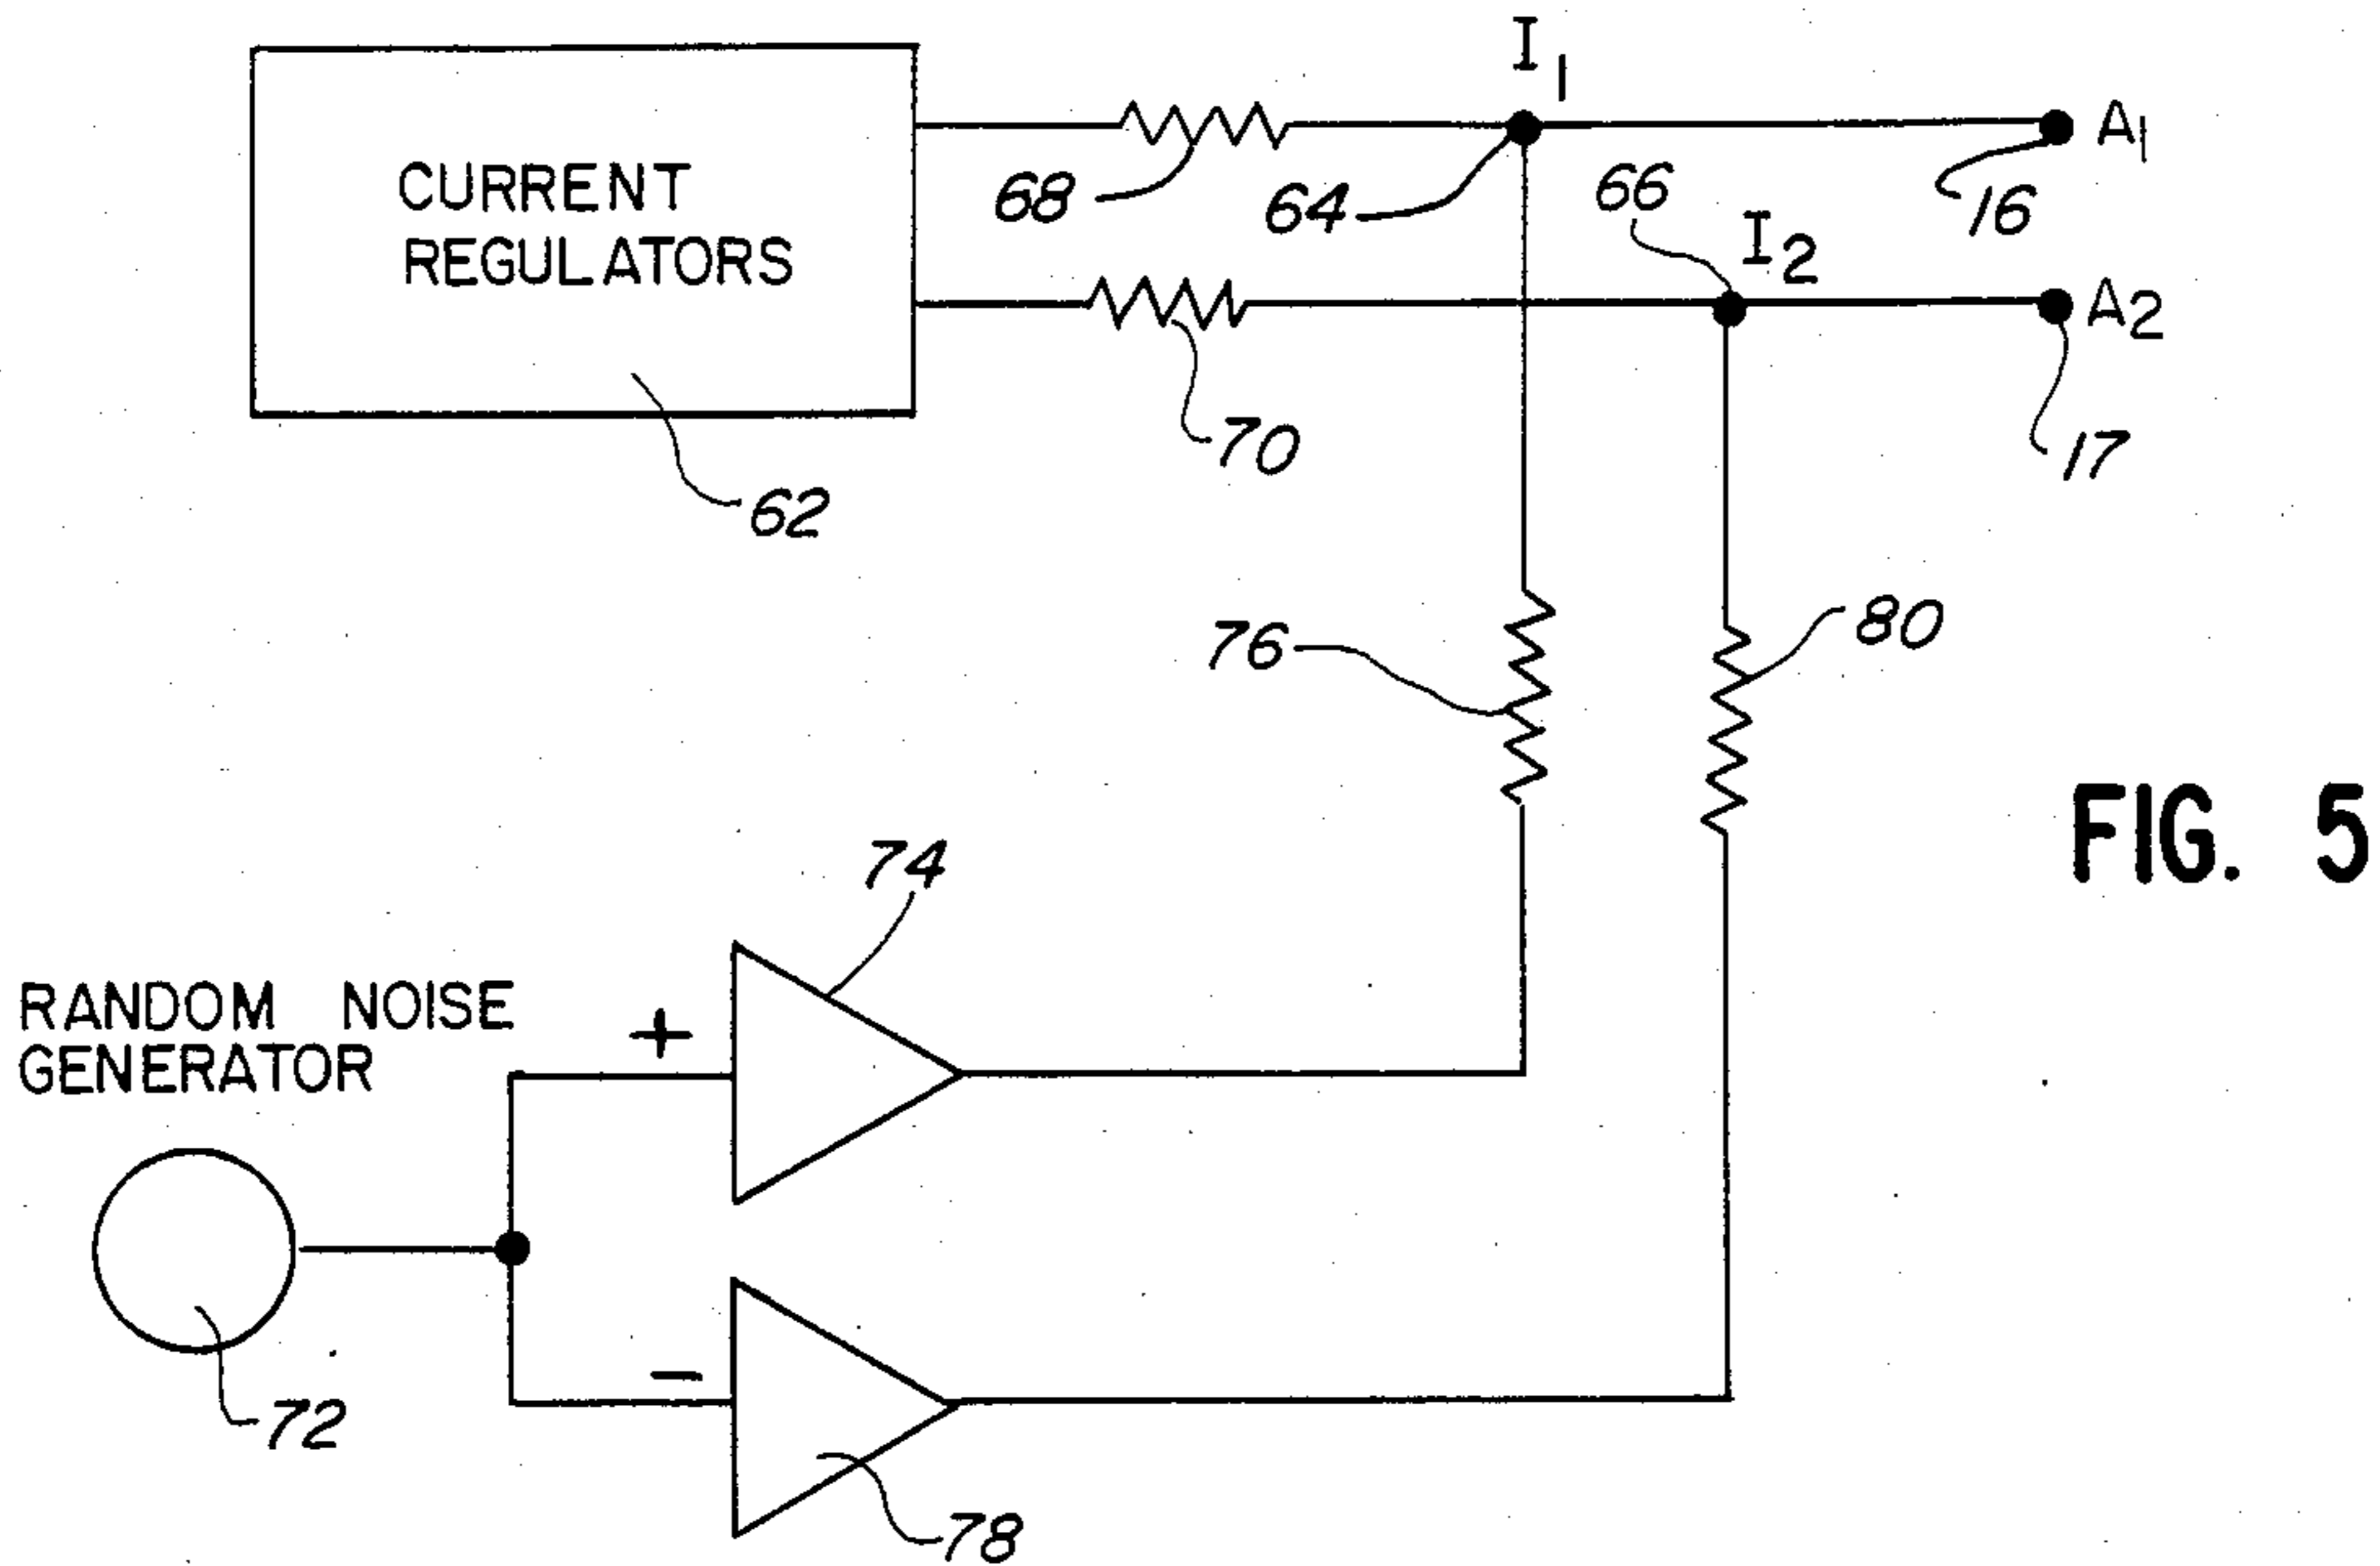 I1
A1
CURRENT
REGULATORS
68
64
66
I2
16
A2
70
17
62
76
80
FIG. 5
74
RANDOM NOISE
GENERATOR
+
−
72
78